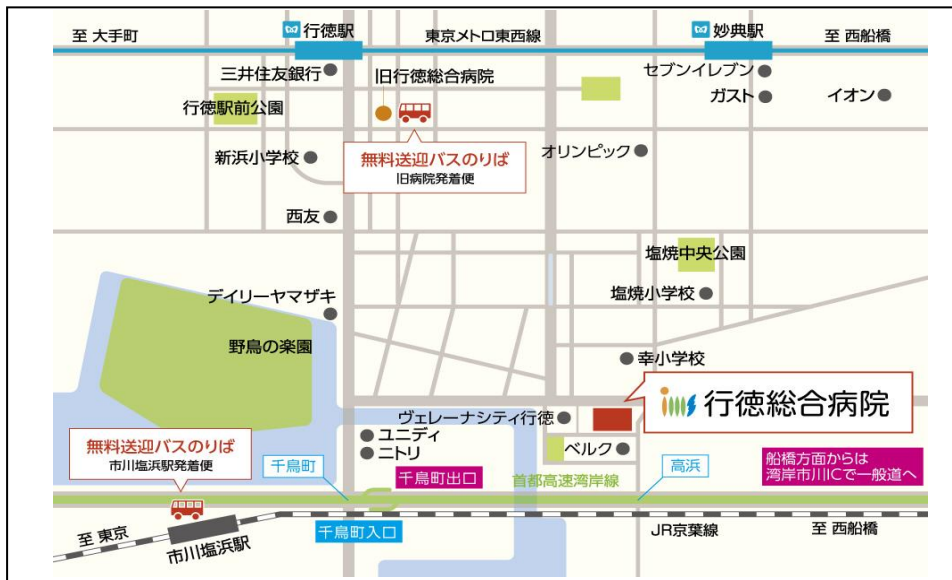 至 大手町
行徳駅
東京メトロ東西線
妙典駅
至 西船橋
三井住友銀行
旧行徳総合病院
セブンイレブン
行徳駅前公園
ガスト
イオン
新浜小学校
無料送迎バスのりば
旧病院発着便
オリンピック
西友
塩焼中央公園
デイリーヤマザキ
塩焼小学校
野鳥の楽園
幸小学校
ims 行徳総合病院
ヴェレーナシティ行徳
無料送迎バスのりば
市川塩浜駅発着便
ユニディ
ニトリ
ベルク
千鳥町
千鳥町出口
首都高速湾岸線
高浜
船橋方面からは
湾岸市川ICで一般道へ
至 東京
市川塩浜駅
千鳥町入口
JR京葉線
至 西船橋